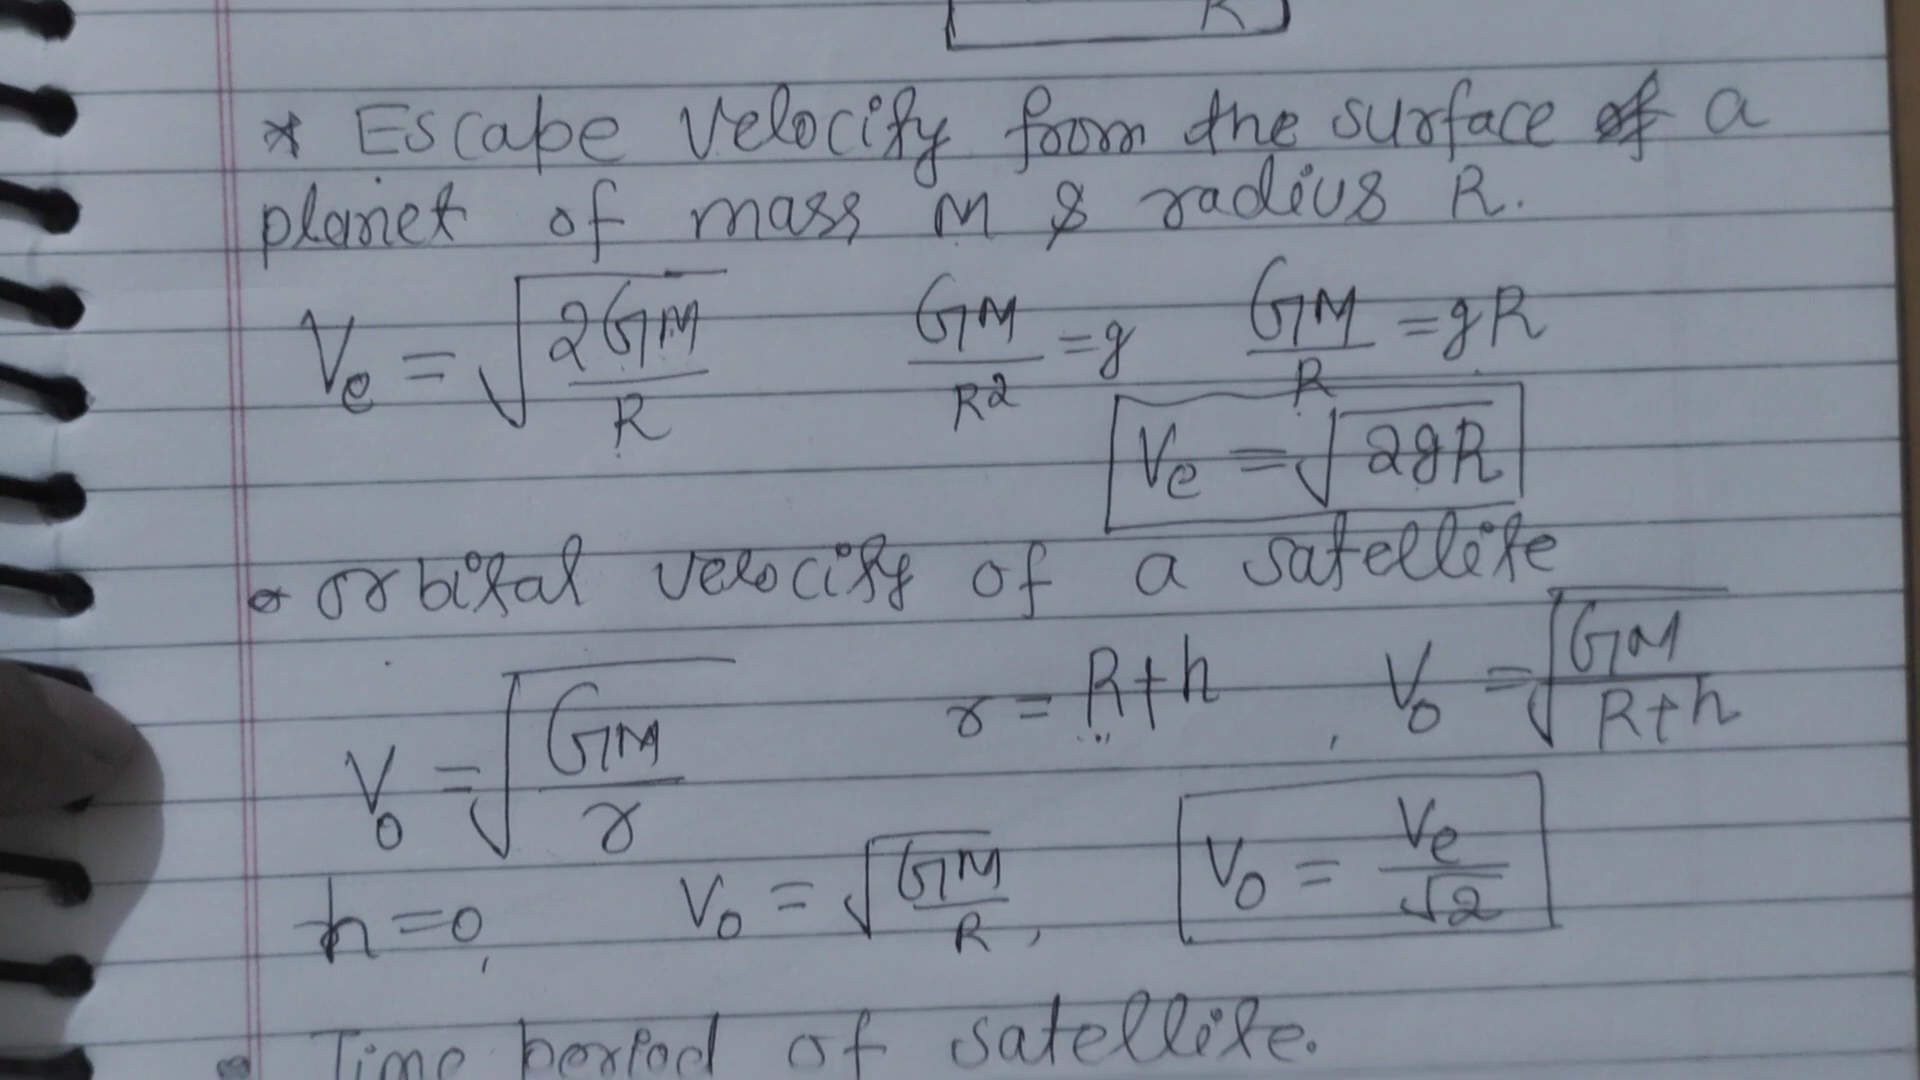 R
* Escape velocity from the surface of a
planet of mass M & radius R.
Ve = √(2GM/R)  GM/R² = g  GM/R = gR
Ve = √(2gR)
orbital velocity of a satellite
V₀ = √(GM/r)  r = R+h, V₀ = √(GM/(R+h))
h=0, V₀ = √(GM/R), V₀ = Ve/√2
Time period of satellite.